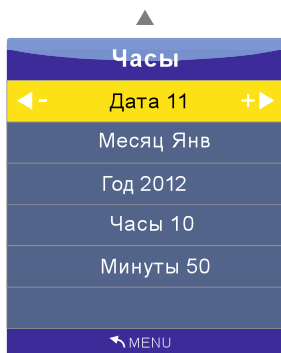 Часы
- Дата 11 +
Месяц Янв
Год 2012
Часы 10
Минуты 50
MENU